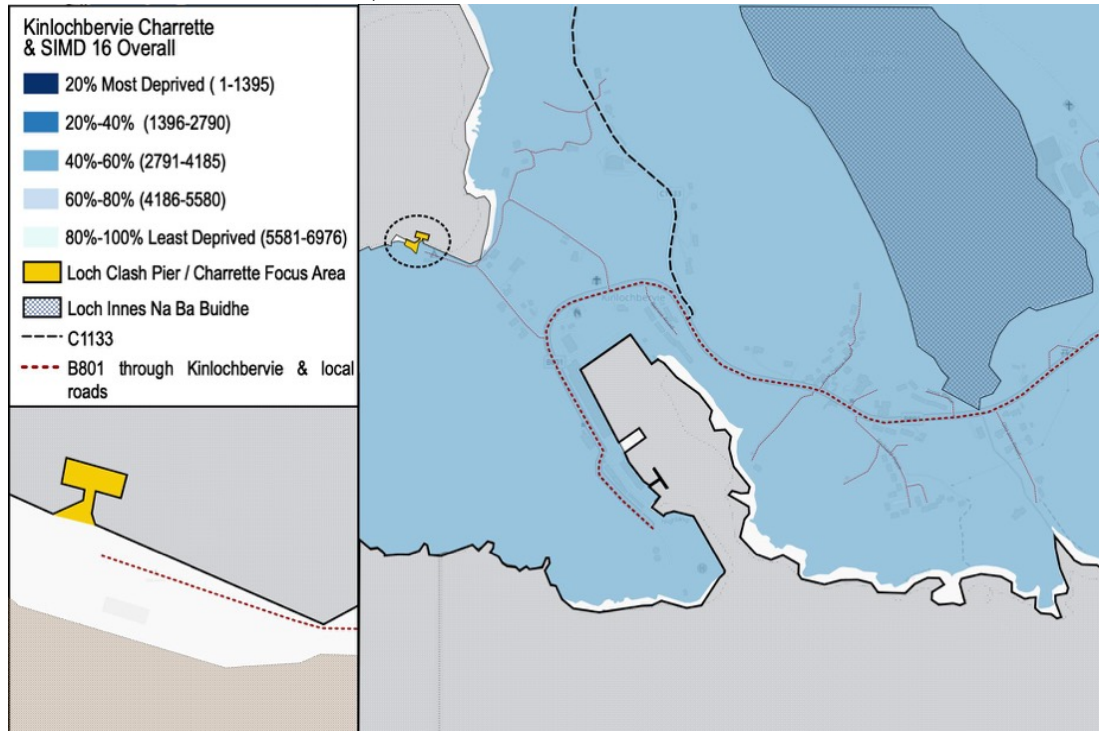 Kinlochbervie Charrette
& SIMD 16 Overall
20% Most Deprived ( 1-1395)
20%-40% (1396-2790)
40%-60% (2791-4185)
60%-80% (4186-5580)
80%-100% Least Deprived (5581-6976)
Loch Clash Pier / Charrette Focus Area
Loch Innes Na Ba Buidhe
C1133
B801 through Kinlochbervie & local
roads
C1133
Kinlochbervie